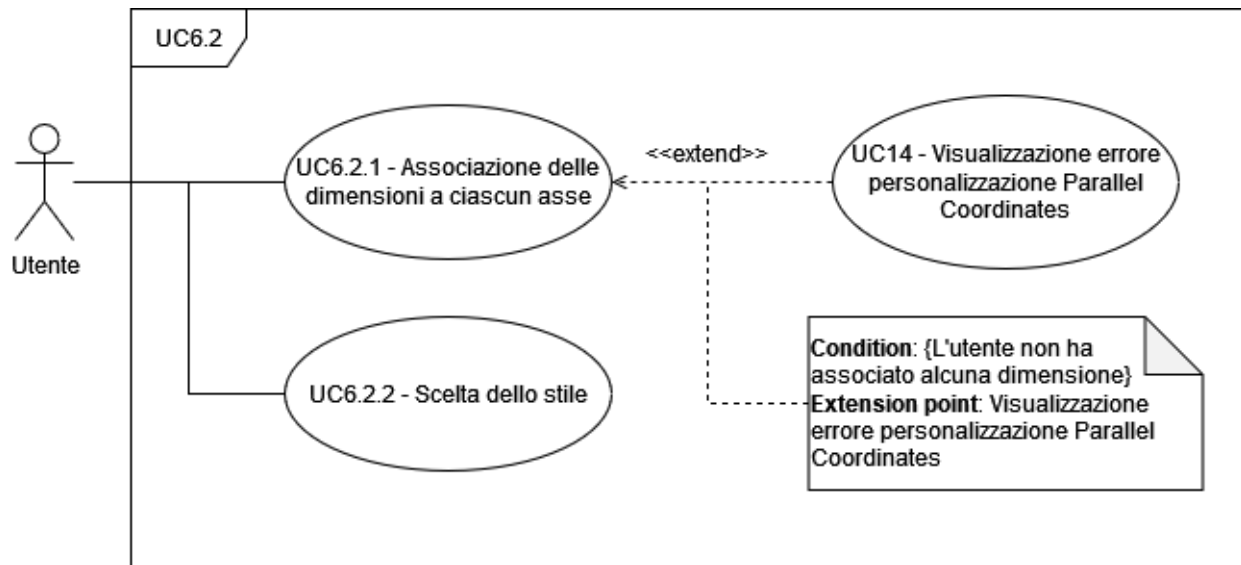 UC6.2
Utente
UC6.2.1 - Associazione delle
dimensioni a ciascun asse
<<extend>>
UC14 - Visualizzazione errore
personalizzazione Parallel
Coordinates
UC6.2.2 - Scelta dello stile
Condition: {L'utente non ha
associato alcuna dimensione}
Extension point: Visualizzazione
errore personalizzazione Parallel
Coordinates